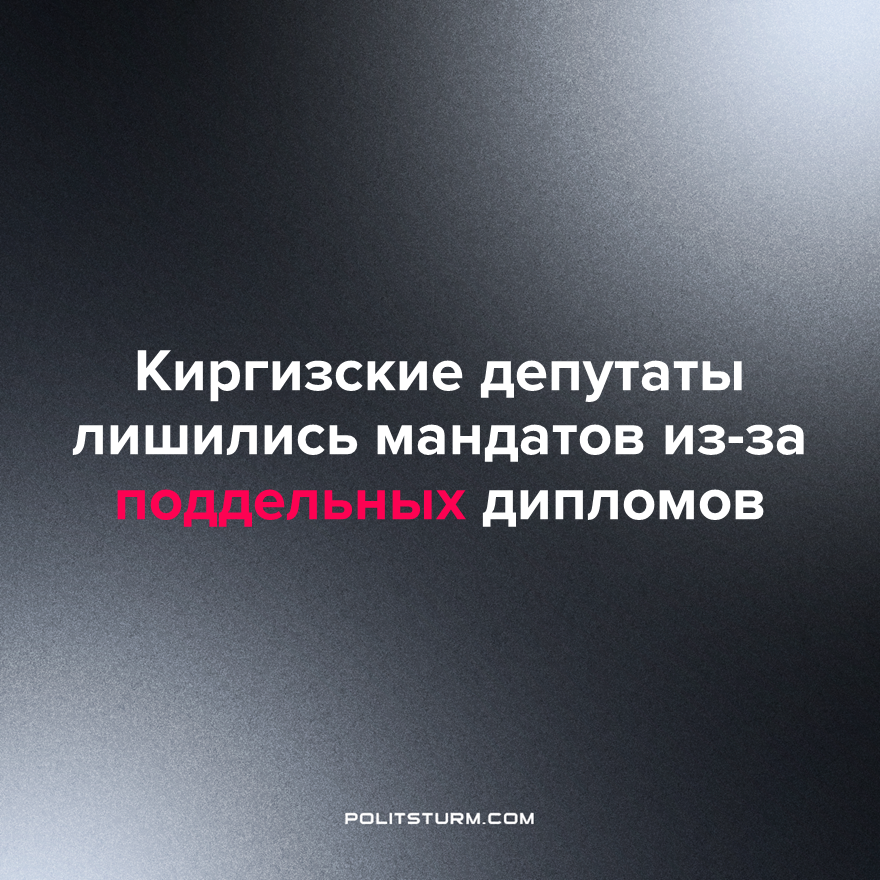 Киргизские депутаты
лишились мандатов из-за
поддельных дипломов
POLITSTURM.COM